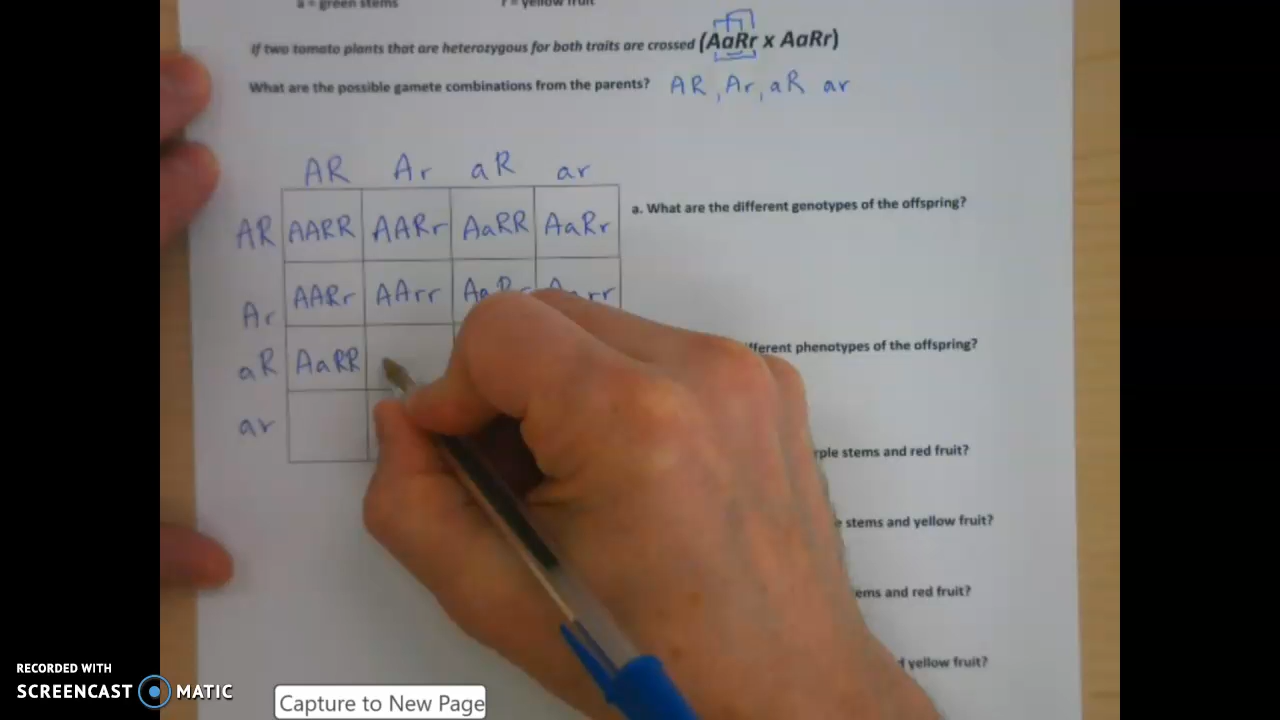 a = green stems r = yellow fruit
If two tomato plants that are heterozygous for both traits are crossed (AaRr x AaRr)
What are the possible gamete combinations from the parents? AR, Ar, aR ar
AR Ar aR ar
AR AARR AARr AaRR AaRr
a. What are the different genotypes of the offspring?
Ar AARr AArr
fferent phenotypes of the offspring?
aR AaRR
ar
rple stems and red fruit?
stems and yellow fruit?
ems and red fruit?
yellow fruit?
RECORDED WITH
SCREENCAST MATIC
Capture to New Page